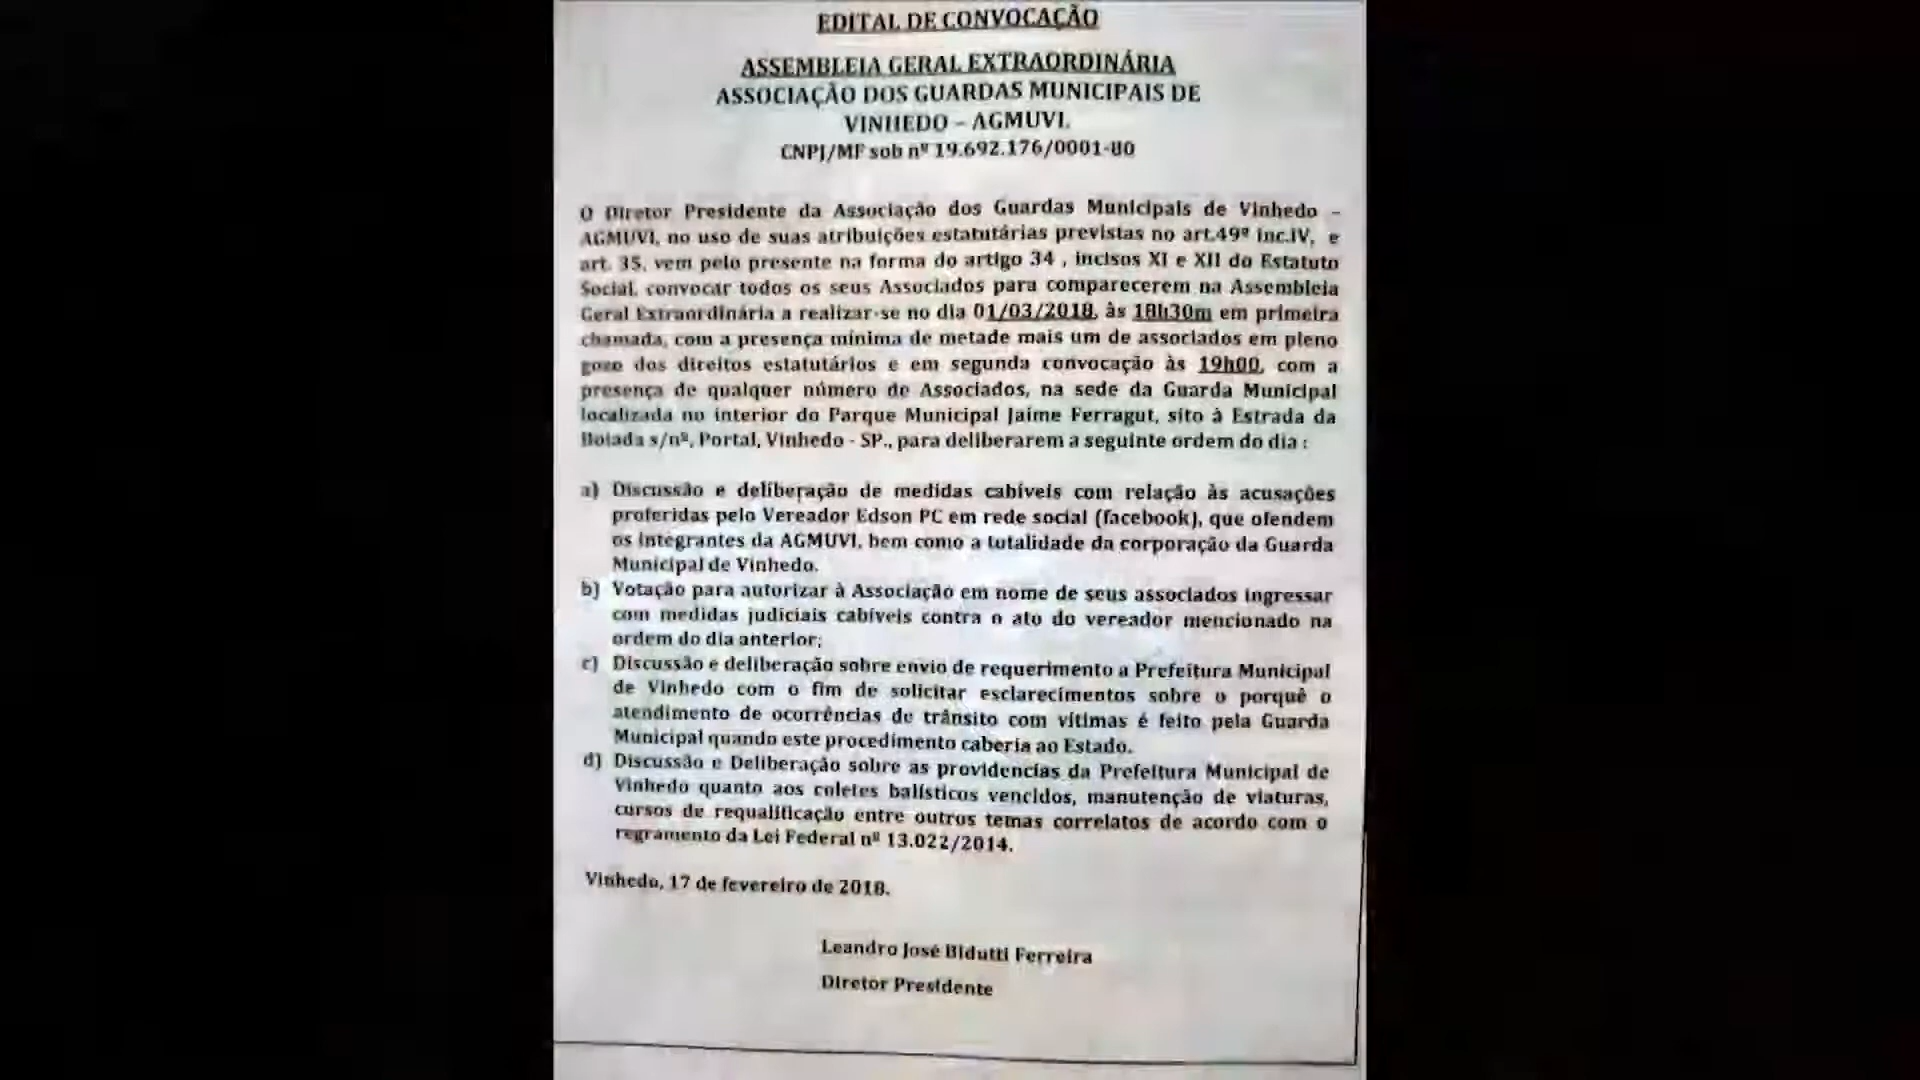 EDITAL DE CONVOCAÇÃO
ASSEMBLEIA GERAL EXTRAORDINÁRIA
ASSOCIAÇÃO DOS GUARDAS MUNICIPAIS DE
VINHEDO – AGMUVI.
CNPJ/MF sob nº 19.692.176/0001-80
O Diretor Presidente da Associação dos Guardas Municipais de Vinhedo –
AGMUVI, no uso de suas atribuições estatutárias previstas no art.49º inc.IV, e
art. 35, vem pelo presente na forma do artigo 34 , incisos XI e XII do Estatuto
Social, convocar todos os seus Associados para comparecerem na Assembleia
Geral Extraordinária a realizar-se no dia 01/03/2018, às 18h30m em primeira
chamada, com a presença mínima de metade mais um de associados em pleno
gozo dos direitos estatutários e em segunda convocação às 19h00, com a
presença de qualquer número de Associados, na sede da Guarda Municipal
localizada no interior do Parque Municipal Jaime Ferragut, sito à Estrada da
Boiada s/nº, Portal, Vinhedo - SP., para deliberarem a seguinte ordem do dia :
a) Discussão e deliberação de medidas cabíveis com relação às acusações
proferidas pelo Vereador Edson PC em rede social (facebook), que ofendem
os integrantes da AGMUVI, bem como a totalidade da corporação da Guarda
Municipal de Vinhedo.
b) Votação para autorizar à Associação em nome de seus associados ingressar
com medidas judiciais cabíveis contra o ato do vereador mencionado na
ordem do dia anterior;
c) Discussão e deliberação sobre envio de requerimento a Prefeitura Municipal
de Vinhedo com o fim de solicitar esclarecimentos sobre o porquê o
atendimento de ocorrências de trânsito com vítimas é feito pela Guarda
Municipal quando este procedimento caberia ao Estado.
d) Discussão e Deliberação sobre as providencias da Prefeitura Municipal de
Vinhedo quanto aos coletes balísticos vencidos, manutenção de viaturas,
cursos de requalificação entre outros temas correlatos de acordo com o
regramento da Lei Federal nº 13.022/2014.
Vinhedo, 17 de fevereiro de 2018.
Leandro José Bidutti Ferreira
Diretor Presidente